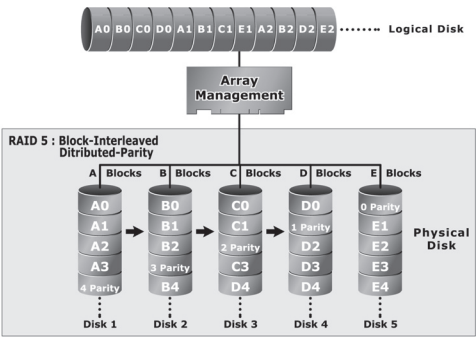 A0 B0 C0 D0 A1 B1 C1 E1 A2 B2 D2 E2 Logical Disk
Array
Management
RAID 5 : Block-Interleaved
Ditributed-Parity
A Blocks B Blocks C Blocks D Blocks E Blocks
A0 B0 C0 D0 0 Parity
A1 B1 C1 1 Parity E1
A2 B2 2 Parity D2 E2
A3 3 Parity C3 D3 E3
4 Parity B4 D4 D4 E4
Physical
Disk
Disk 1 Disk 2 Disk 3 Disk 4 Disk 5